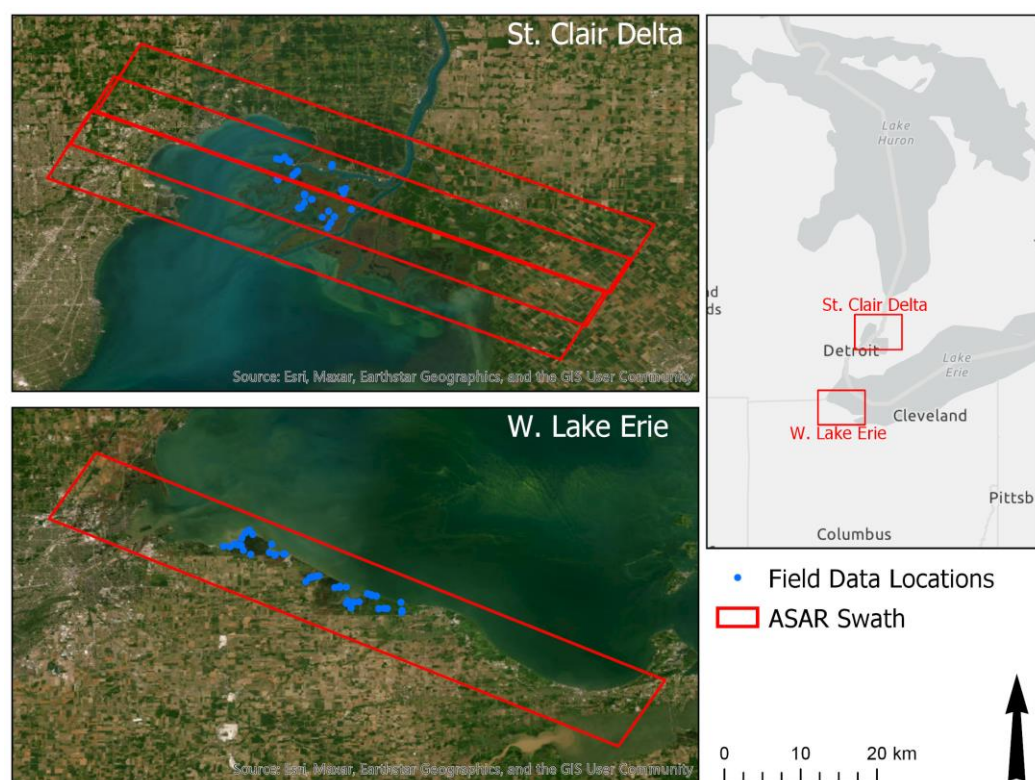 St. Clair Delta
Source: Esri, Maxar, Earthstar Geographics, and the GIS User Community
W. Lake Erie
Source: Esri, Maxar, Earthstar Geographics, and the GIS User Community
Lake
Huron
nd
ds
St. Clair Delta
Detroit
Lake
Erie
Cleveland
W. Lake Erie
Pittsb
Columbus
Field Data Locations
ASAR Swath
0 10 20 km